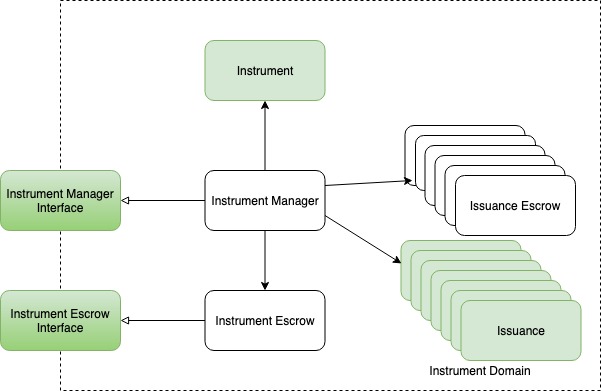 Instrument
Instrument Manager
Interface
Instrument Manager
Issuance Escrow
Instrument Escrow
Interface
Instrument Escrow
Issuance
Instrument Domain